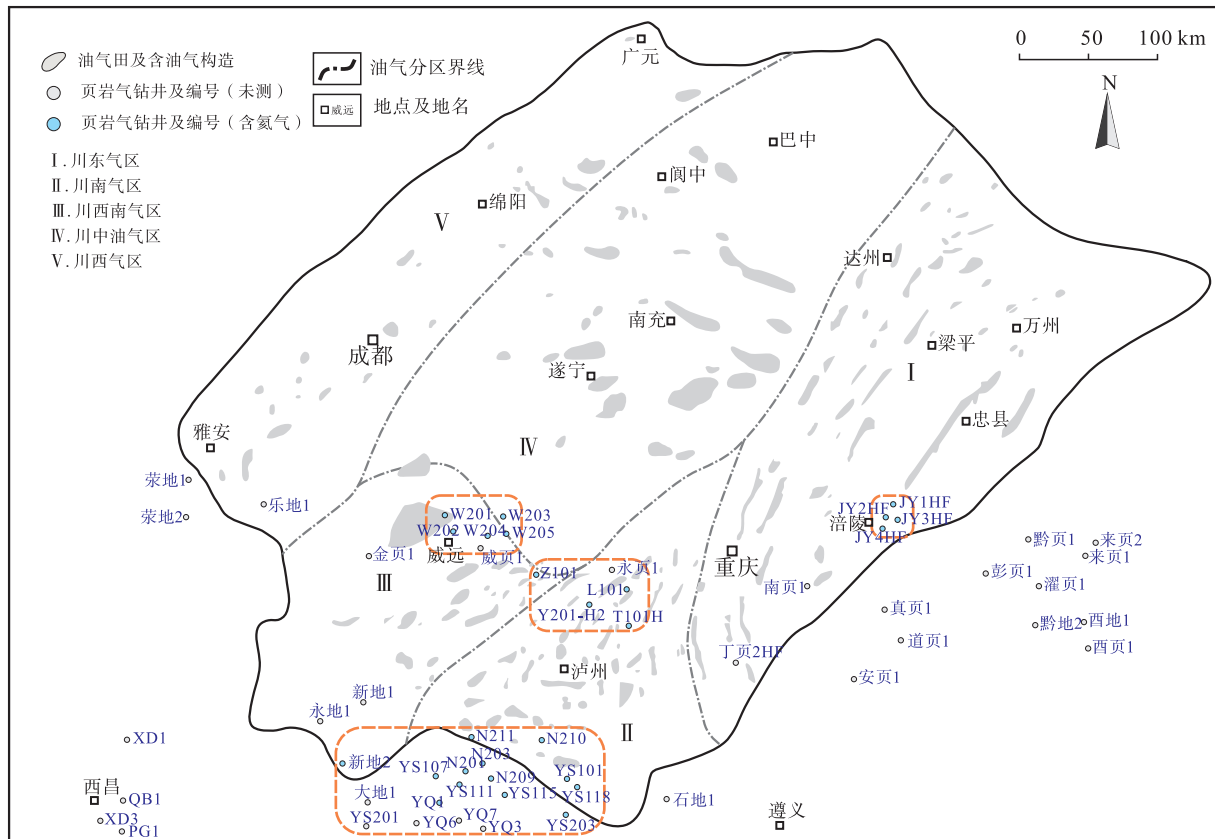 广元
0 50 100 km
N
油气田及含油气构造
油气分区界线
页岩气钻井及编号（未测）
威远
地点及地名
页岩气钻井及编号（含氦气）
Ⅰ.川东气区
Ⅱ.川南气区
Ⅲ.川西南气区
Ⅳ.川中油气区
Ⅴ.川西气区
巴中
阆中
绵阳
Ⅴ
达州
南充
万州
成都
梁平
遂宁
Ⅰ
忠县
雅安
Ⅳ
荥地1
乐地1
荥地2
W201
W203
W202
W204
W205
威远
威页1
金页1
JY1HF
JY2HF
JY3HF
涪陵
JY4HF
黔页1
来页2
来页1
彭页1
濯页1
重庆
南页1
Z101
永页1
L101
Y201-H2
T101H
Ⅲ
真页1
黔地2
酉地1
道页1
酉页1
丁页2HF
安页1
泸州
新地1
永地1
Ⅱ
N211
N210
XD1
新地2
N203
YS107
N201
N209
YS101
西昌
QB1
大地1
YQ1
YS111
YS115
YS118
石地1
XD3
PG1
YS201
YQ6
YQ7
YQ3
YS203
遵义